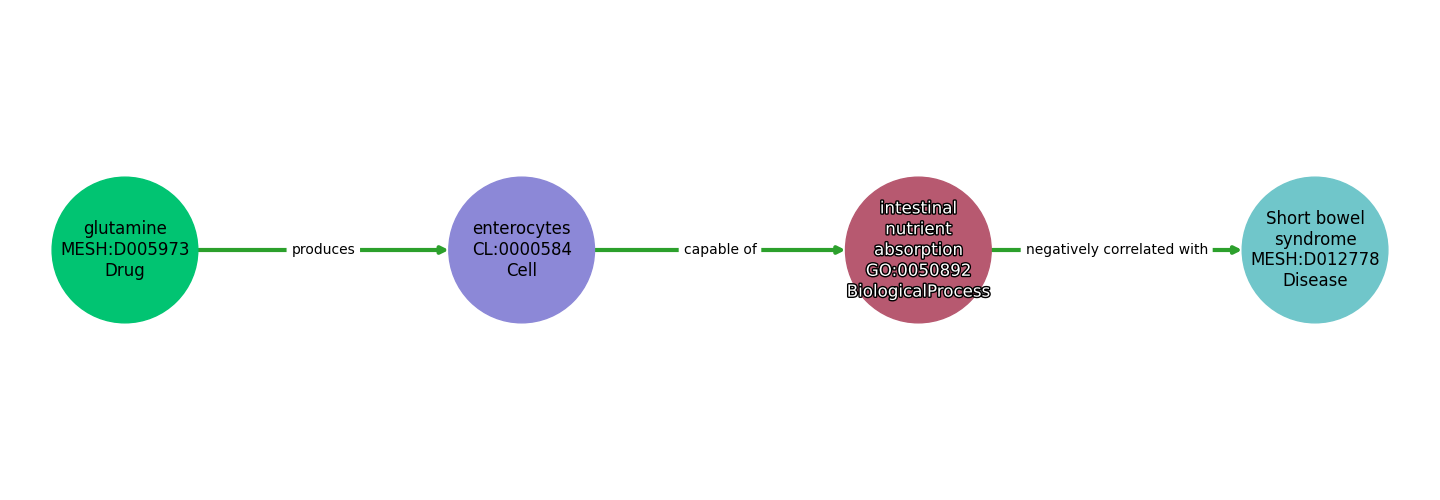 glutamine
MESH:D005973
Drug
produces
enterocytes
CL:0000584
Cell
capable of
intestinal
nutrient
absorption
GO:0050892
BiologicalProcess
negatively correlated with
Short bowel
syndrome
MESH:D012778
Disease